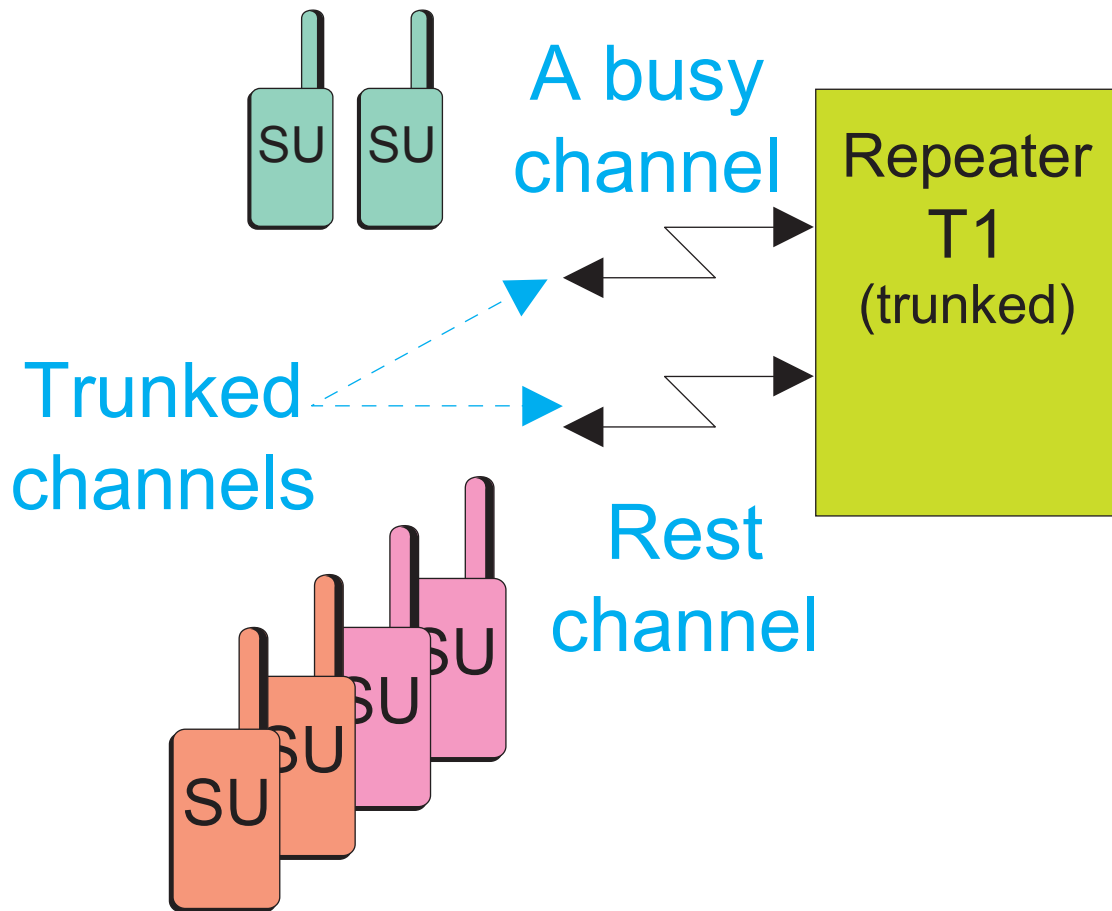 SU
SU
A busy
channel
Repeater
T1
(trunked)
Trunked
channels
Rest
channel
SU
SU
SU
SU